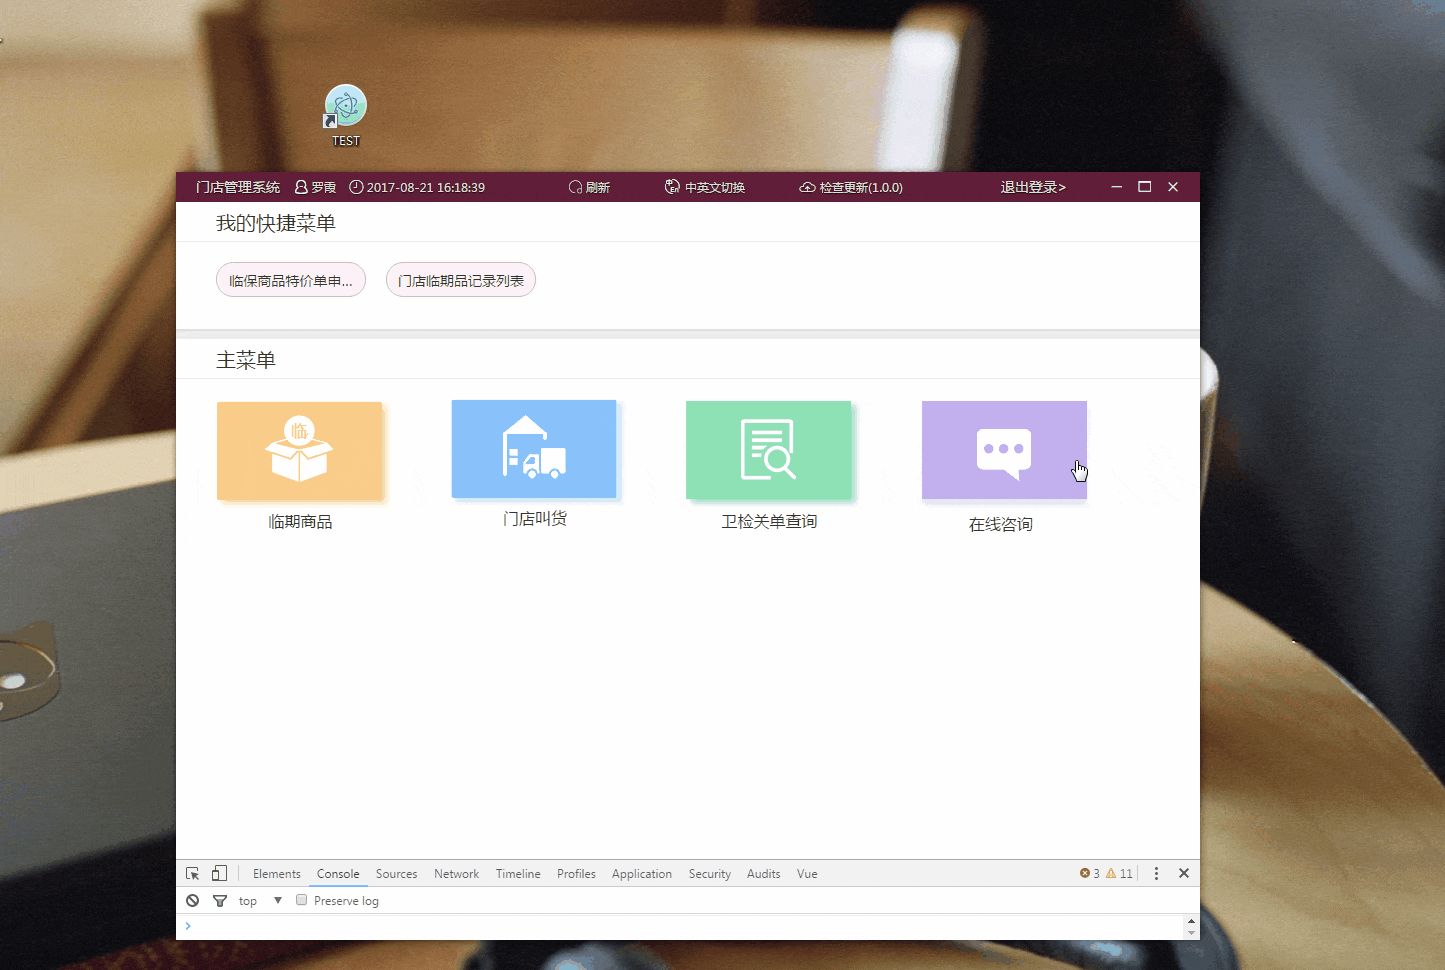 TEST
门店管理系统 罗霞 2017-08-21 16:18:39 刷新 中英文切换 检查更新(1.0.0) 退出登录>
我的快捷菜单
临保商品特价单申... 门店临期品记录列表
主菜单
临
临期商品 门店叫货 卫检关单查询 在线咨询
Elements Console Sources Network Timeline Profiles Application Security Audits Vue 3 11
top Preserve log